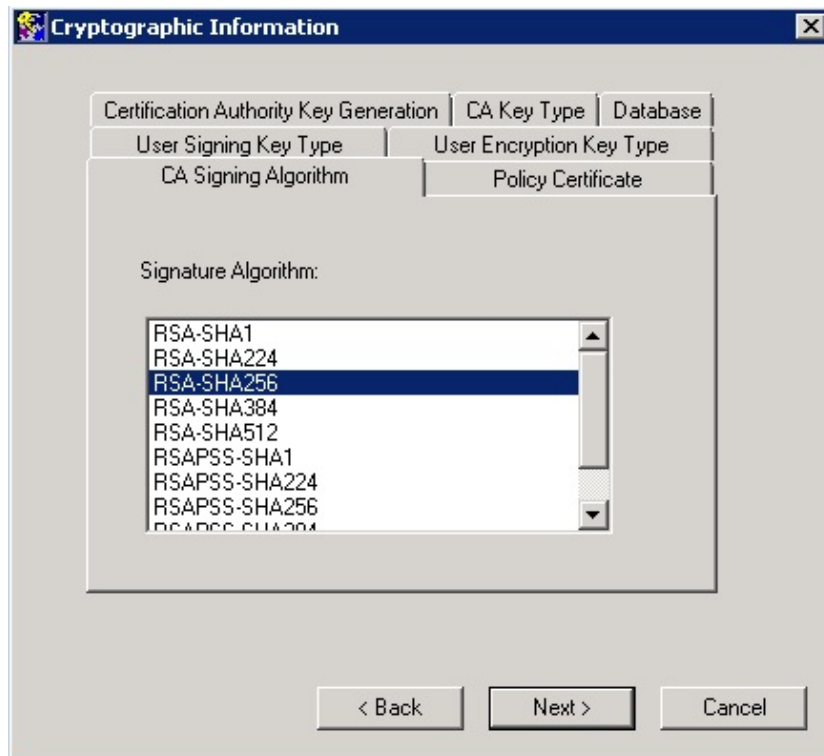 Cryptographic Information
Certification Authority Key Generation CA Key Type Database
User Signing Key Type User Encryption Key Type
CA Signing Algorithm Policy Certificate
Signature Algorithm:
RSA-SHA1
RSA-SHA224
RSA-SHA256
RSA-SHA384
RSA-SHA512
RSAPSS-SHA1
RSAPSS-SHA224
RSAPSS-SHA256
RSAPSS-SHA384
< Back Next > Cancel